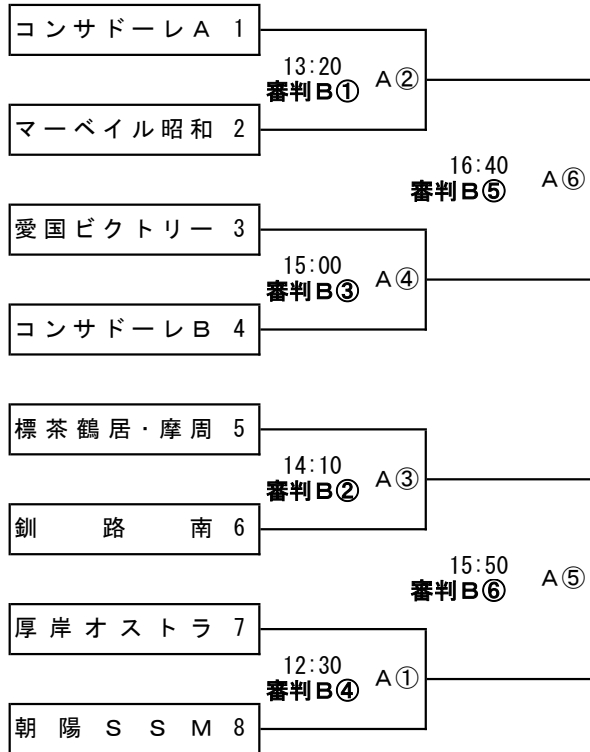 コンサドーレA 1
13:20 A②
審判B①
マーベイル昭和 2
16:40 A⑥
審判B⑤
愛国ビクトリー 3
15:00 A④
審判B③
コンサドーレB 4
標茶鶴居・摩周 5
14:10 A③
審判B②
釧路南 6
15:50 A⑤
審判B⑥
厚岸オストラ 7
12:30 A①
審判B④
朝陽SSM 8